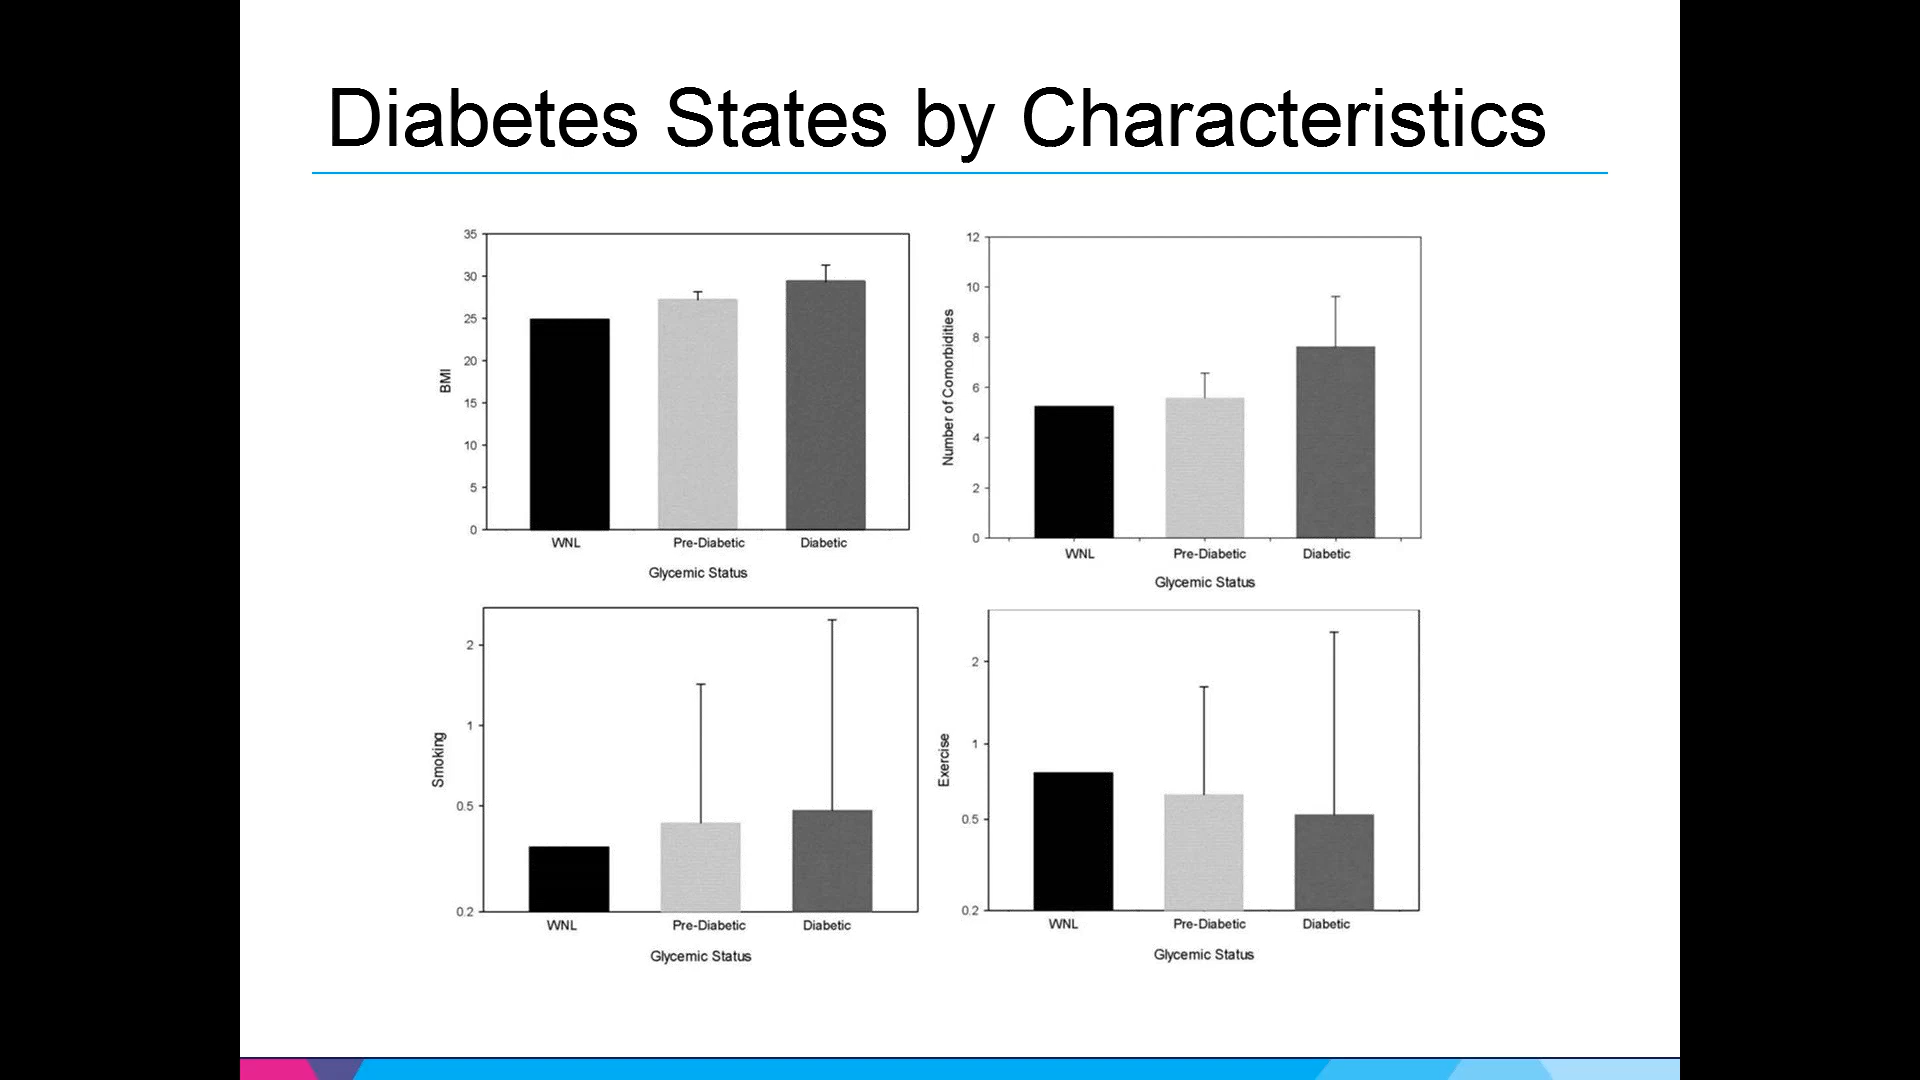 Diabetes States by Characteristics
35
30
25
20
15
10
5
0
BMI
WNL Pre-Diabetic Diabetic
Glycemic Status
12
10
8
6
4
2
0
Number of Comorbidities
WNL Pre-Diabetic Diabetic
Glycemic Status
2
1
0.5
0.2
Smoking
WNL Pre-Diabetic Diabetic
Glycemic Status
2
1
0.5
0.2
Exercise
WNL Pre-Diabetic Diabetic
Glycemic Status